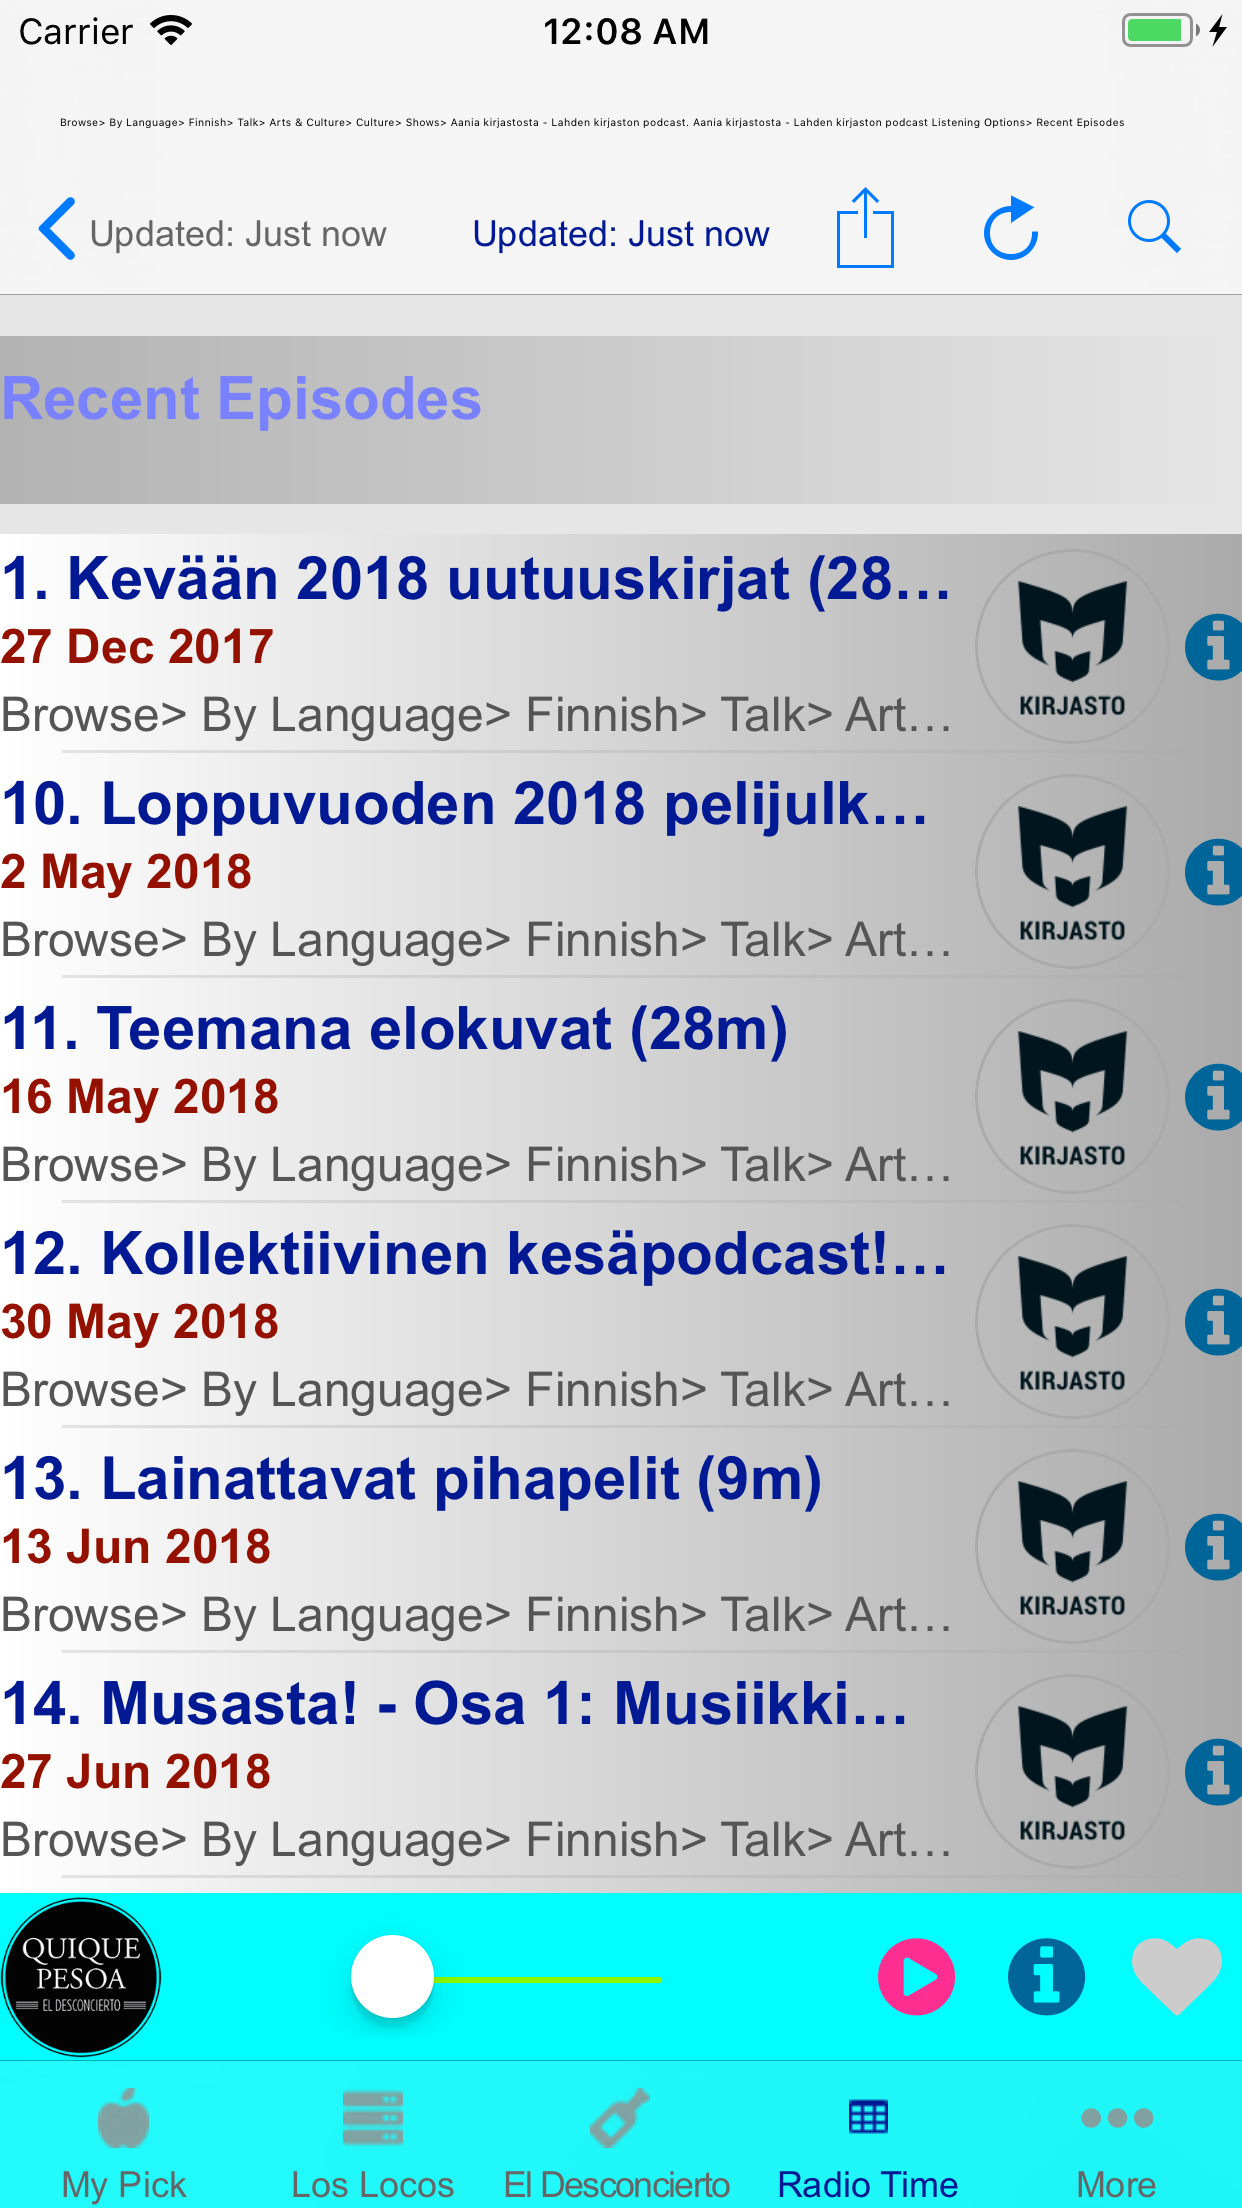 Carrier 12:08 AM
Browse> By Language> Finnish> Talk> Arts & Culture> Culture> Shows> Aania kirjastosta - Lahden kirjaston podcast. Aania kirjastosta - Lahden kirjaston podcast Listening Options> Recent Episodes
Updated: Just now Updated: Just now
Recent Episodes
1. Kevään 2018 uutuuskirjat (28...
27 Dec 2017
Browse> By Language> Finnish> Talk> Art...
KIRJASTO
10. Loppuvuoden 2018 pelijulk...
2 May 2018
Browse> By Language> Finnish> Talk> Art...
KIRJASTO
11. Teemana elokuvat (28m)
16 May 2018
Browse> By Language> Finnish> Talk> Art...
KIRJASTO
12. Kollektiivinen kesäpodcast!...
30 May 2018
Browse> By Language> Finnish> Talk> Art...
KIRJASTO
13. Lainattavat pihapelit (9m)
13 Jun 2018
Browse> By Language> Finnish> Talk> Art...
KIRJASTO
14. Musasta! - Osa 1: Musiikki...
27 Jun 2018
Browse> By Language> Finnish> Talk> Art...
KIRJASTO
QUIQUE
PESOA
EL DESCONCIERTO
My Pick Los Locos El Desconcierto Radio Time More